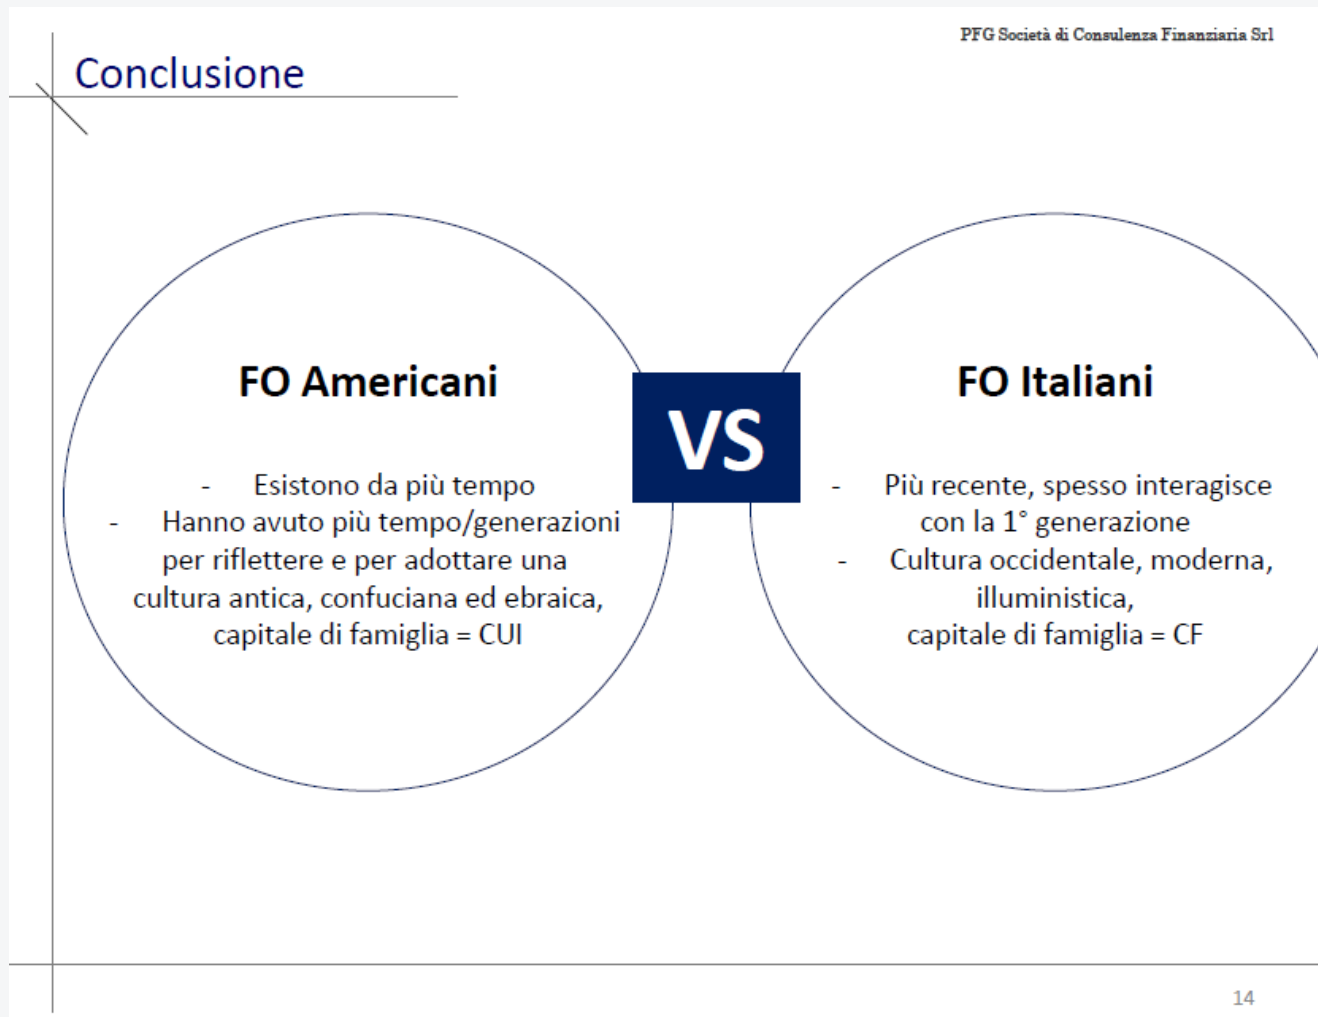 PFG Società di Consulenza Finanziaria Srl
Conclusione
FO Americani
- Esistono da più tempo
- Hanno avuto più tempo/generazioni
per riflettere e per adottare una
cultura antica, confuciana ed ebraica,
capitale di famiglia = CUI
VS
FO Italiani
- Più recente, spesso interagisce
con la 1° generazione
- Cultura occidentale, moderna,
illuministica,
capitale di famiglia = CF
14